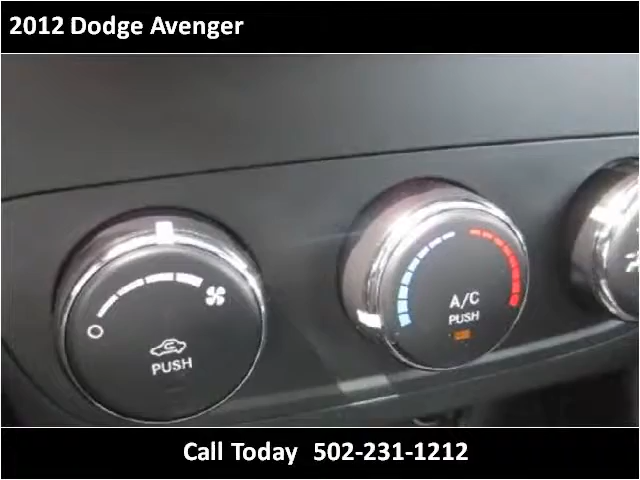 2012 Dodge Avenger
A/C
PUSH
PUSH
Call Today 502-231-1212